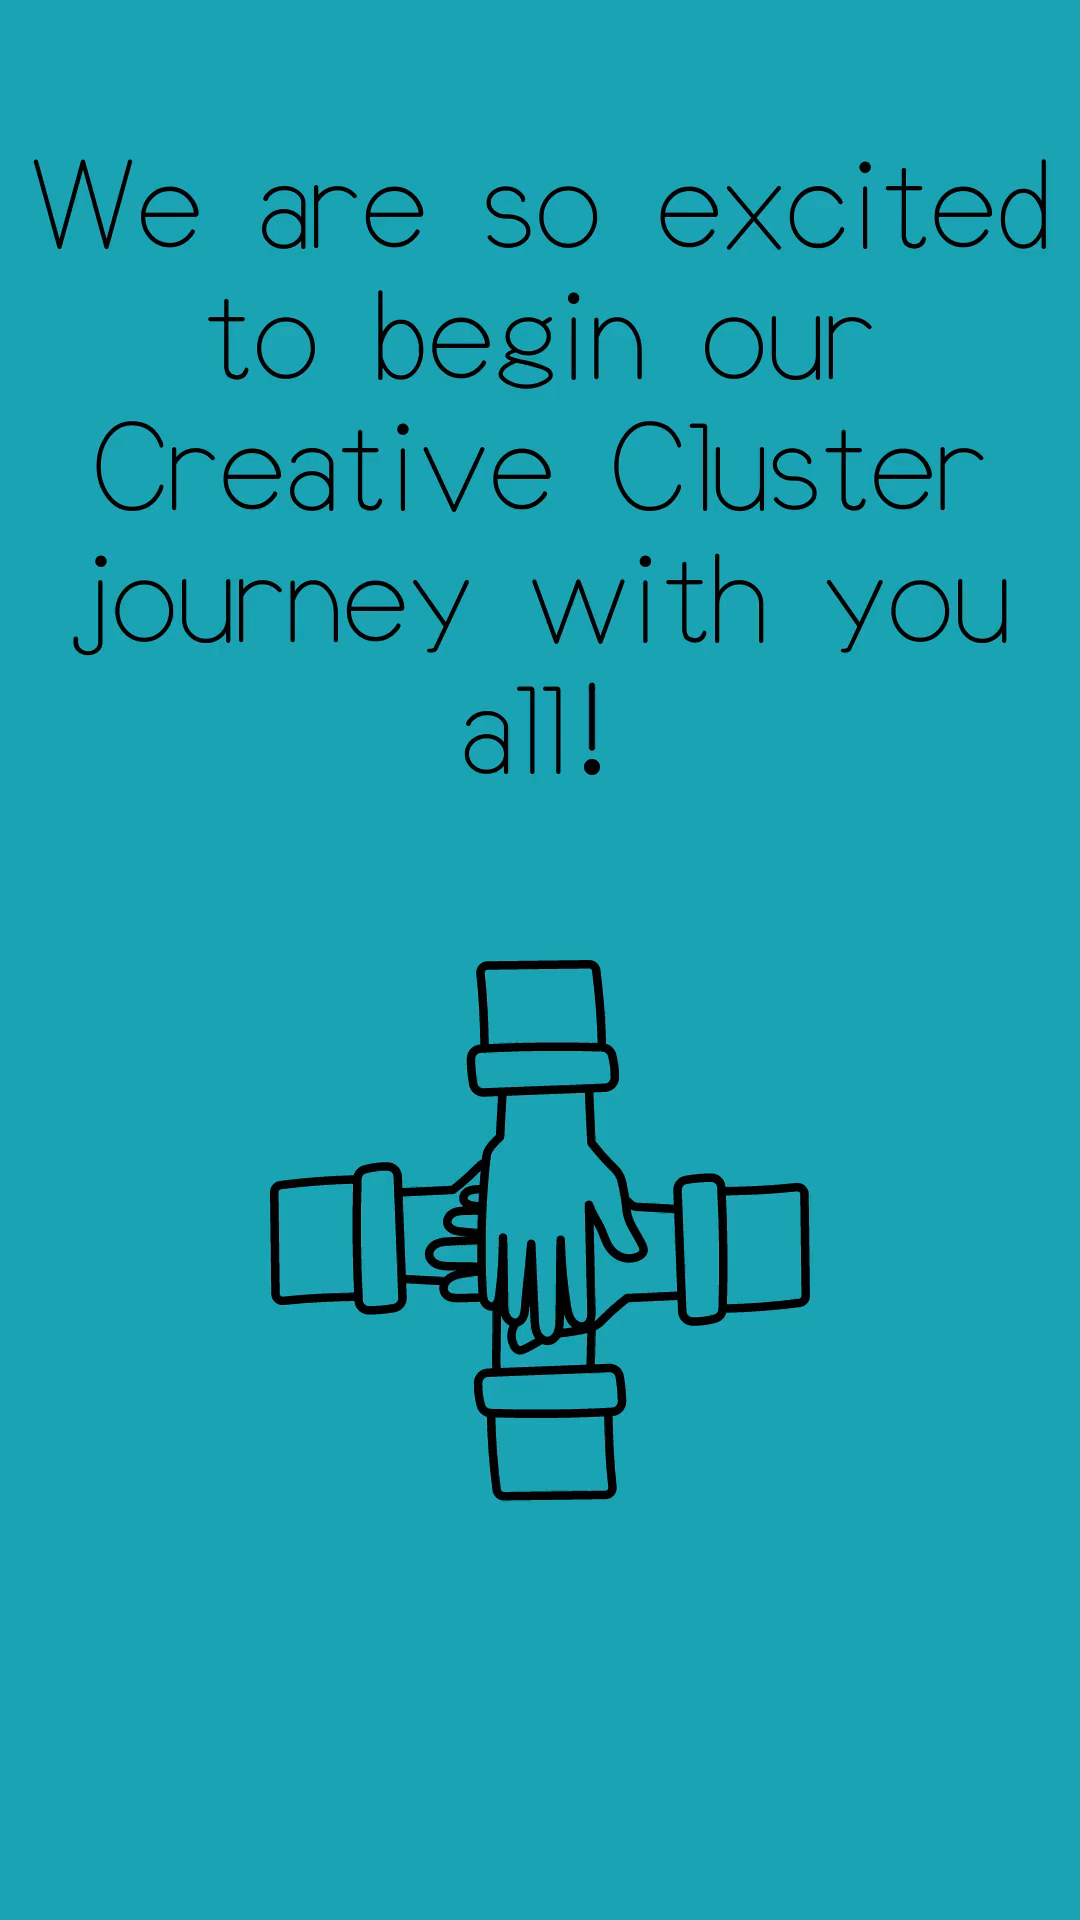 We are so excited
to begin our
Creative Cluster
journey with you
all!